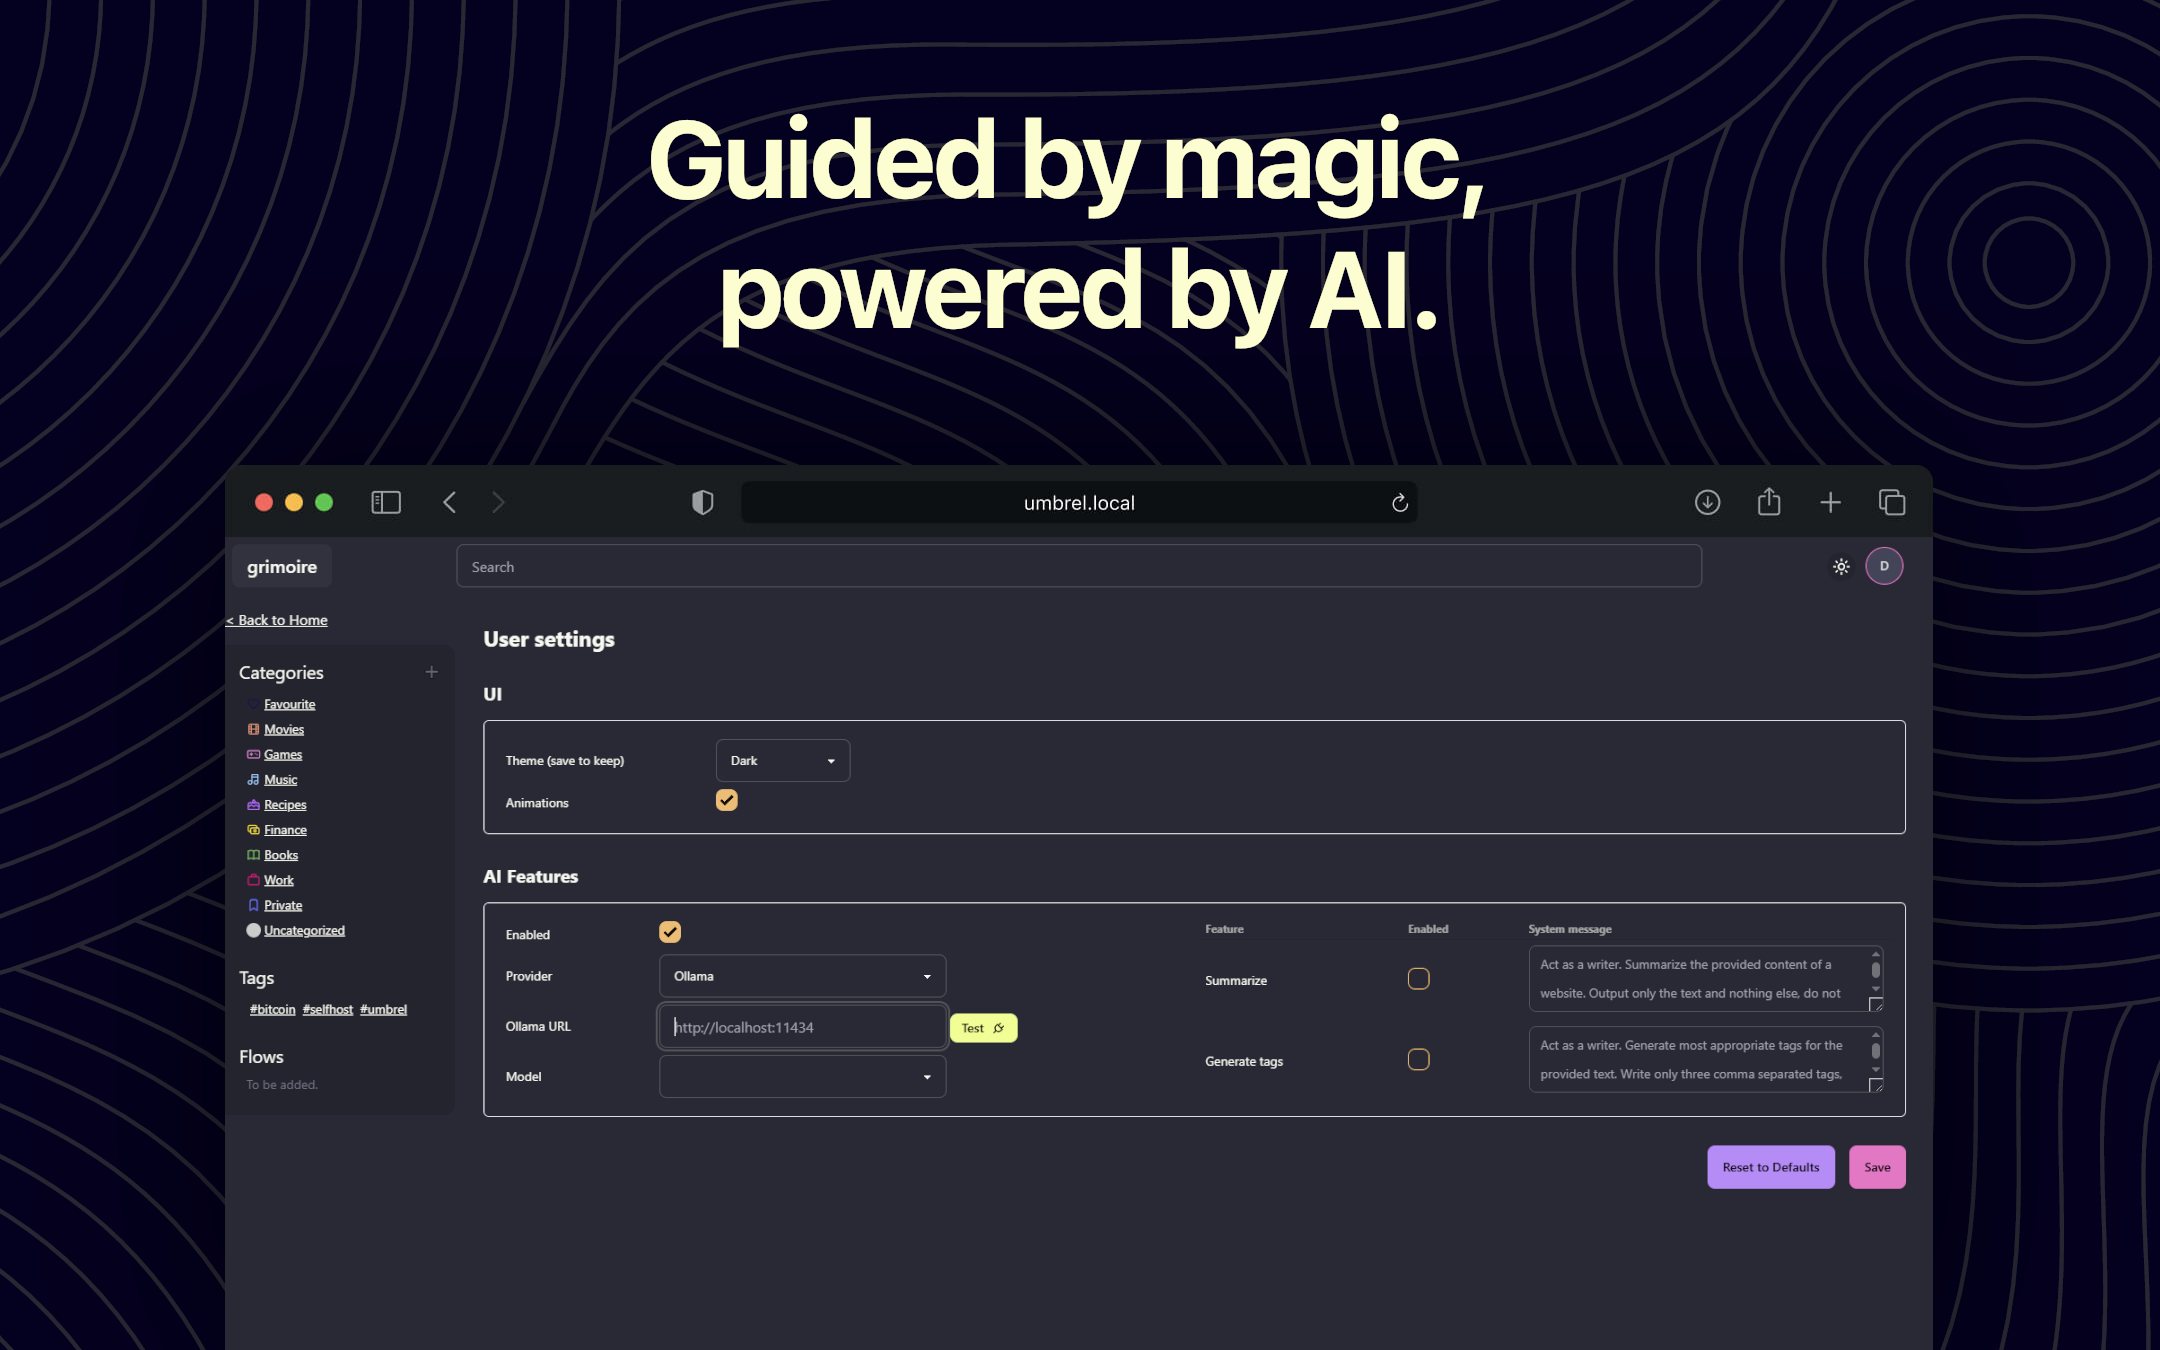 Guided by magic,
powered by AI.
umbrel.local
grimoire
Search
D
< Back to Home
Categories
+
Favourite
Movies
Games
Music
Recipes
Finance
Books
Work
Private
Uncategorized
Tags
#bitcoin #selfhost #umbrel
Flows
To be added.
User settings
UI
Theme (save to keep)
Dark
Animations
AI Features
Enabled
Provider
Ollama
Ollama URL
http://localhost:11434
Test
Model
Feature
Enabled
System message
Summarize
Act as a writer. Summarize the provided content of a
website. Output only the text and nothing else, do not
Generate tags
Act as a writer. Generate most appropriate tags for the
provided text. Write only three comma separated tags,
Reset to Defaults
Save